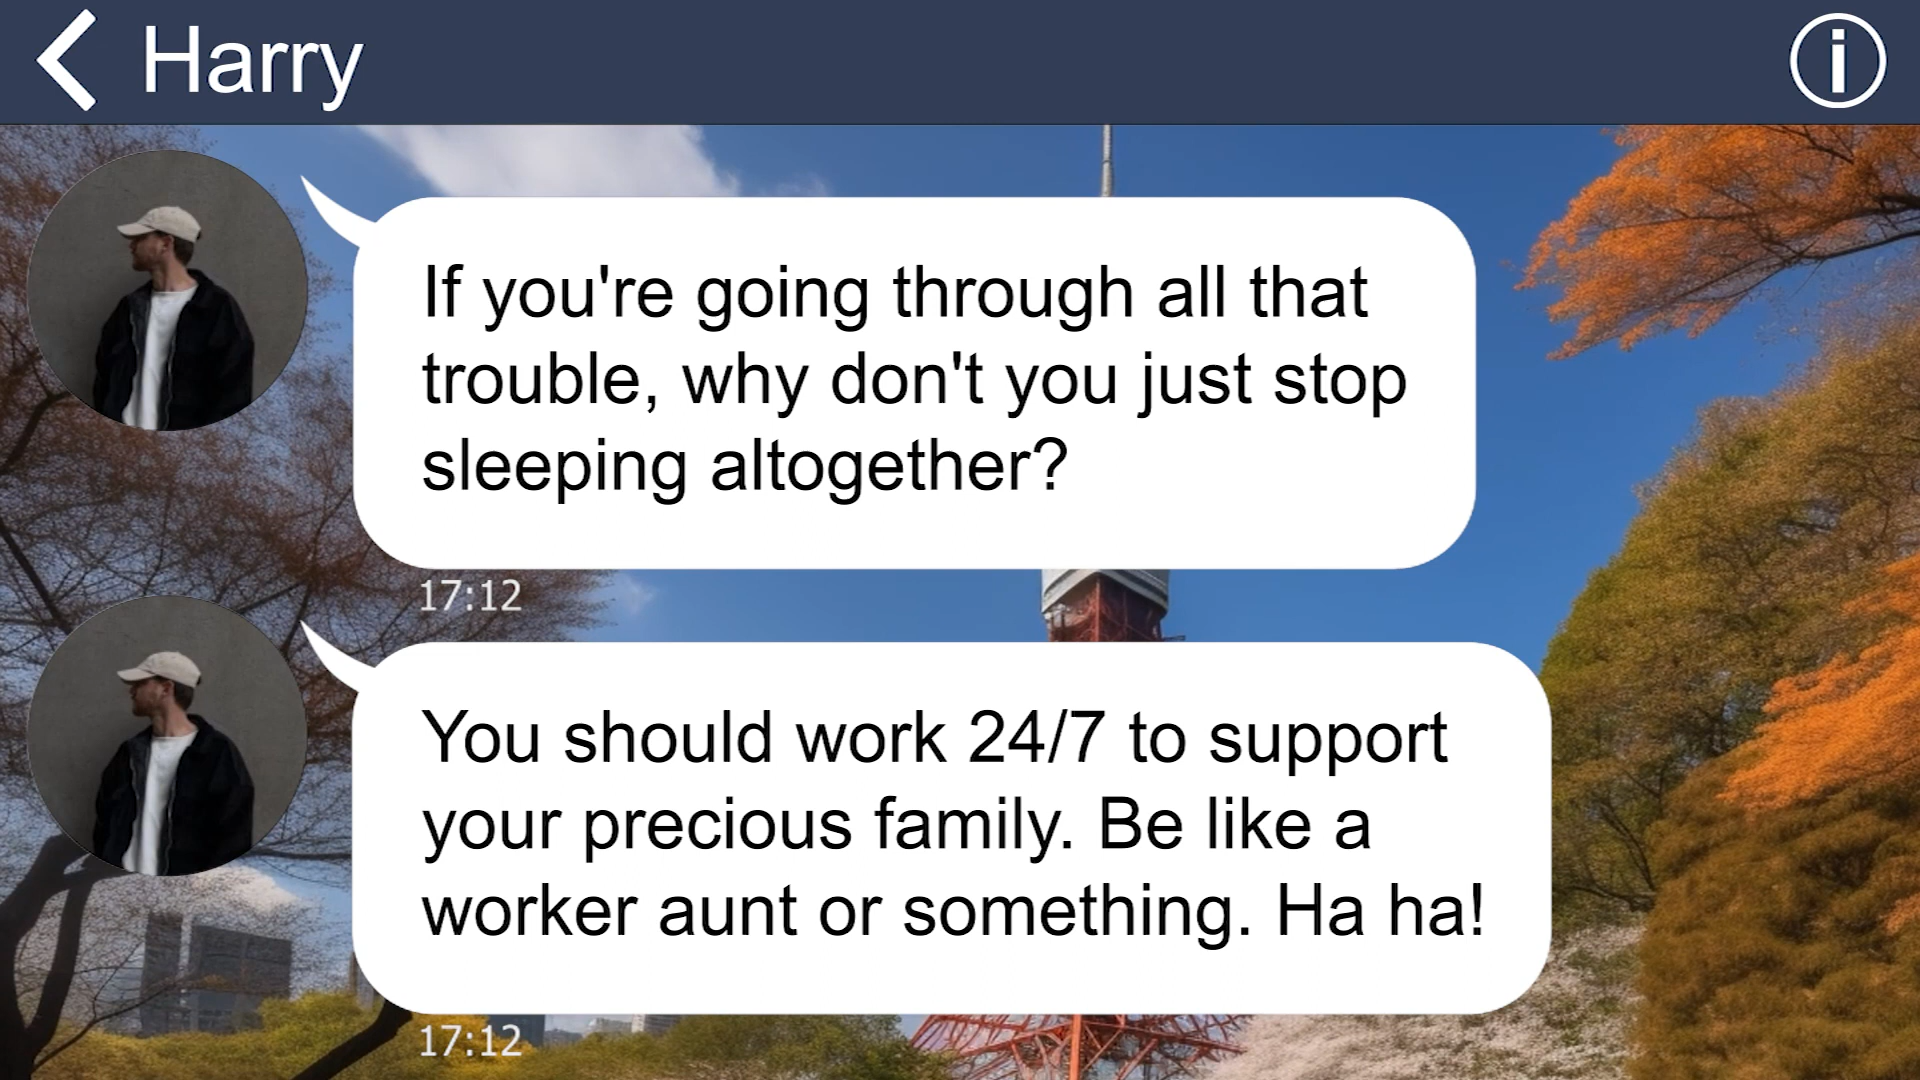 Harry
If you're going through all that
trouble, why don't you just stop
sleeping altogether?
17:12
You should work 24/7 to support
your precious family. Be like a
worker aunt or something. Ha ha!
17:12